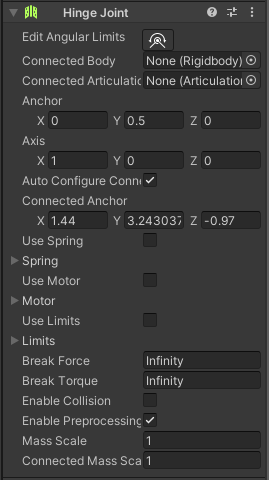 Hinge Joint
Edit Angular Limits
Connected Body None (Rigidbody)
Connected Articulatio None (Articulation
Anchor
X 0 Y 0.5 Z 0
Axis
X 1 Y 0 Z 0
Auto Configure Conne
Connected Anchor
X 1.44 Y 3.243037 Z -0.97
Use Spring
Spring
Use Motor
Motor
Use Limits
Limits
Break Force Infinity
Break Torque Infinity
Enable Collision
Enable Preprocessing
Mass Scale 1
Connected Mass Sca 1